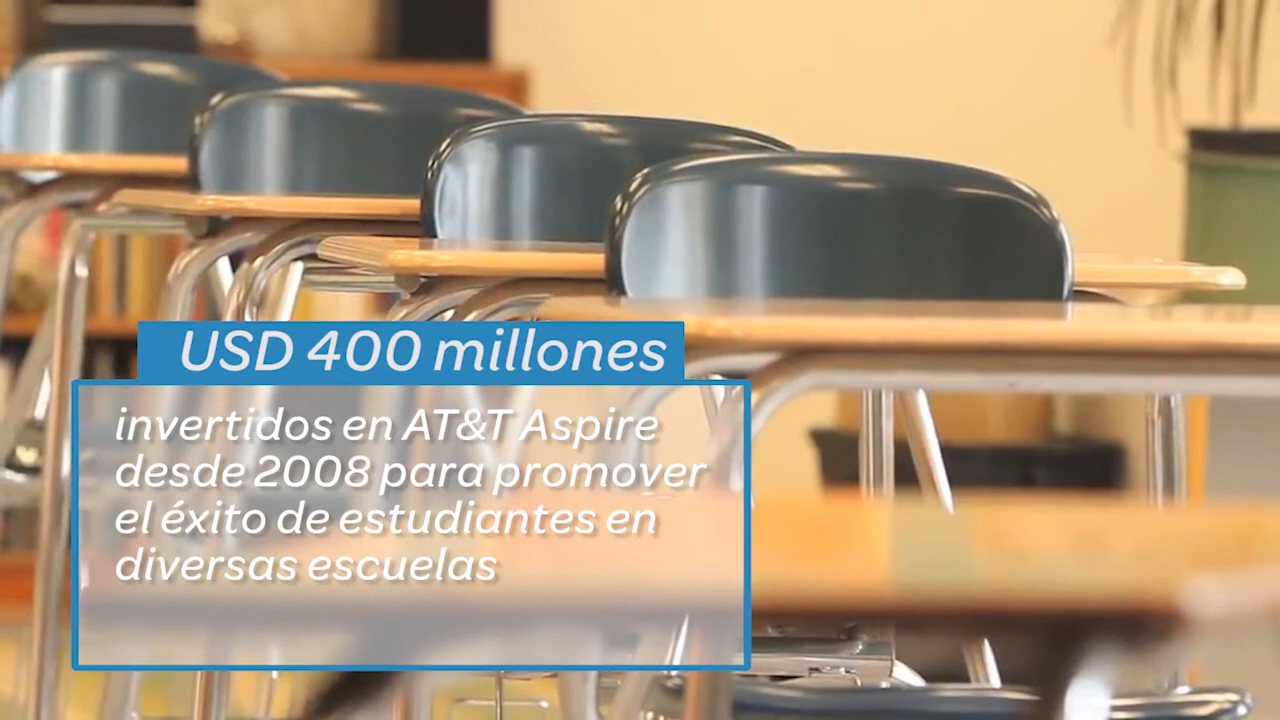 USD 400 millones
invertidos en AT&T Aspire
desde 2008 para promover
el éxito de estudiantes en
diversas escuelas